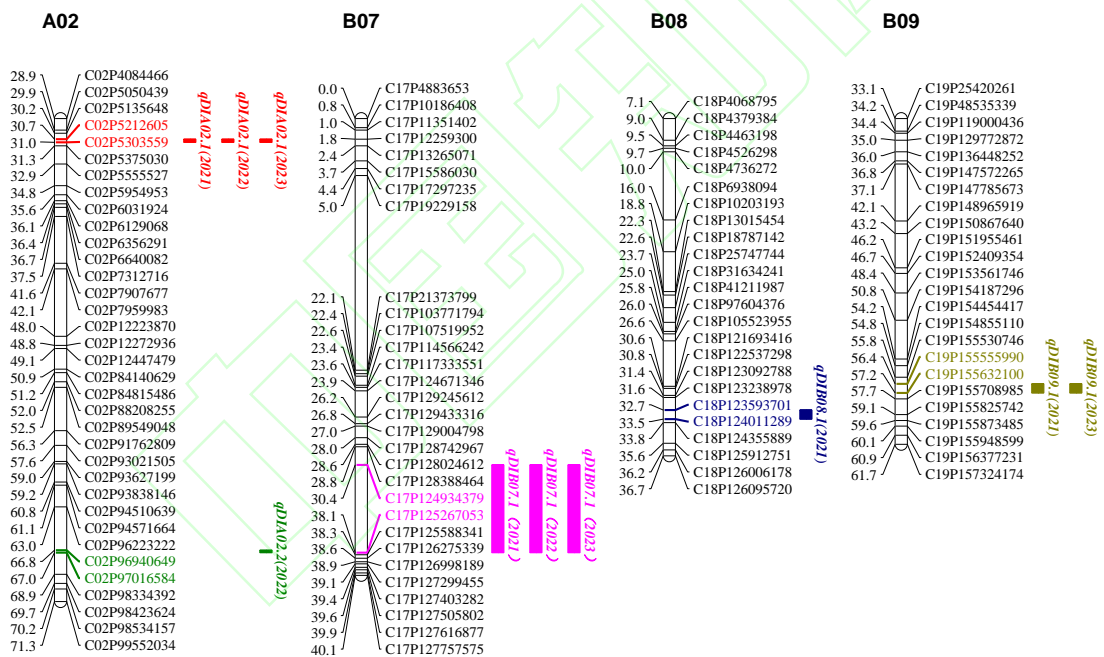 A02
28.9 C02P4084466
29.9 C02P5050439
30.2 C02P5135648
30.7 C02P5212605
31.0 C02P5303559
31.3 C02P5375030
32.9 C02P5555527
34.8 C02P5954953
35.6 C02P6031924
36.1 C02P6129068
36.4 C02P6356291
36.7 C02P6640082
37.5 C02P7312716
41.6 C02P7907677
42.1 C02P7959983
48.0 C02P12223870
48.8 C02P12272936
49.1 C02P12447479
50.9 C02P84140629
51.2 C02P84815486
52.0 C02P88208255
52.5 C02P89549048
56.3 C02P91762809
57.6 C02P93021505
59.0 C02P93627199
59.2 C02P93838146
60.8 C02P94510639
61.1 C02P94571664
63.0 C02P96223222
66.8 C02P96940649
67.0 C02P97016584
68.9 C02P98334392
69.7 C02P98423624
70.2 C02P98534157
71.3 C02P99552034
qDIA02.1(2021)
qDIA02.1(2022)
qDIA02.1(2023)
qDIA02.2(2022)
B07
0.0 C17P4883653
0.8 C17P10186408
1.0 C17P11351402
1.8 C17P12259300
2.4 C17P13265071
3.7 C17P15586030
4.4 C17P17297235
5.0 C17P19229158
22.1 C17P21373799
22.4 C17P103771794
22.6 C17P107519952
23.4 C17P114566242
23.6 C17P117333551
23.9 C17P124671346
26.2 C17P129245612
26.8 C17P129433316
27.0 C17P129004798
28.0 C17P128742967
28.6 C17P128024612
28.8 C17P128388464
30.4 C17P124934379
38.1 C17P125267053
38.3 C17P125588341
38.6 C17P126275339
38.9 C17P126998189
39.1 C17P127299455
39.4 C17P127403282
39.6 C17P127505802
39.9 C17P127616877
40.1 C17P127757575
qDIB07.1 (2021)
qDIB07.1 (2022)
qDIB07.1 (2023)
B08
7.1 C18P4068795
9.0 C18P4379384
9.5 C18P4463198
9.7 C18P4526298
10.0 C18P4736272
16.0 C18P6938094
18.8 C18P10203193
22.3 C18P13015454
22.6 C18P18787142
23.7 C18P25747744
25.0 C18P31634241
25.8 C18P41211987
26.0 C18P97604376
26.6 C18P105523955
30.6 C18P121693416
30.8 C18P122537298
31.4 C18P123092788
31.6 C18P123238978
32.7 C18P123593701
33.5 C18P124011289
33.8 C18P124355889
35.6 C18P125912751
36.2 C18P126006178
36.7 C18P126095720
qDIB08.1(2021)
B09
33.1 C19P25420261
34.2 C19P48535339
34.4 C19P119000436
35.0 C19P129772872
36.0 C19P136448252
36.8 C19P147572265
37.1 C19P147785673
42.1 C19P148965919
43.2 C19P150867640
46.2 C19P151955461
46.7 C19P152409354
48.4 C19P153561746
50.8 C19P154187296
54.2 C19P154454417
54.8 C19P154855110
55.8 C19P155530746
56.4 C19P155555990
57.2 C19P155632100
57.7 C19P155708985
59.1 C19P155825742
59.6 C19P155873485
60.1 C19P155948599
60.9 C19P156377231
61.7 C19P157324174
qDIB09.1(2021)
qDIB09.1(2023)